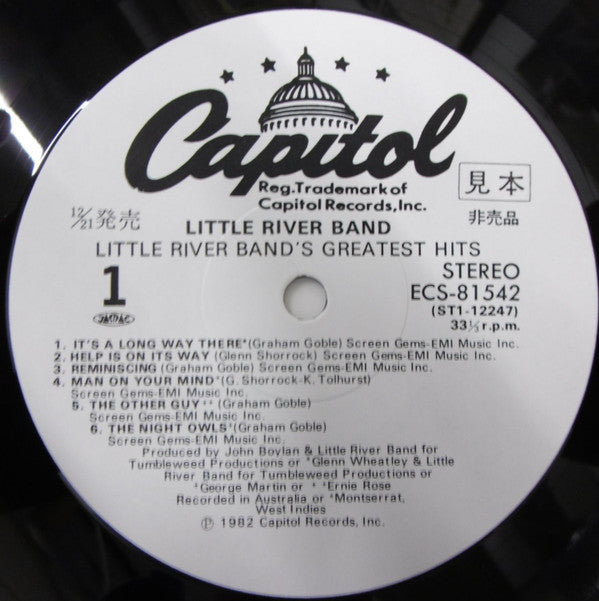 Capitol
Reg.Trademark of
Capitol Records,Inc.
見本
非売品
12/21発売
LITTLE RIVER BAND
LITTLE RIVER BAND'S GREATEST HITS
1
STEREO
ECS-81542
(ST1-12247)
33⅓r.p.m.
JASRAC
1. IT'S A LONG WAY THERE*(Graham Goble) Screen Gems-EMI Music Inc.
2. HELP IS ON ITS WAY (Glenn Shorrock) Screen Gems-EMI Music Inc.
3. REMINISCING (Graham Goble) Screen Gems-EMI Music Inc.
4. MAN ON YOUR MIND⁺(G. Shorrock-K. Tolhurst)
Screen Gems-EMI Music Inc.
5. THE OTHER GUY⁺⁺(Graham Goble)
Screen Gems-EMI Music Inc.
6. THE NIGHT OWLS⁺(Graham Goble)
Screen Gems-EMI Music Inc.
Produced by John Boylan & Little River Band for
Tumbleweed Productions or *Glenn Wheatley & Little
River Band for Tumbleweed Productions or
⁺George Martin or ⁺⁺Ernie Rose
Recorded in Australia or ⁺Montserrat,
West Indies
Ⓟ 1982 Capitol Records, Inc.